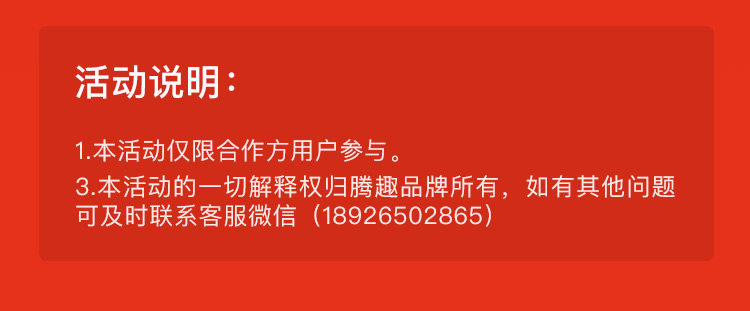 活动说明：
1.本活动仅限合作方用户参与。
3.本活动的一切解释权归腾趣品牌所有，如有其他问题
可及时联系客服微信（18926502865）